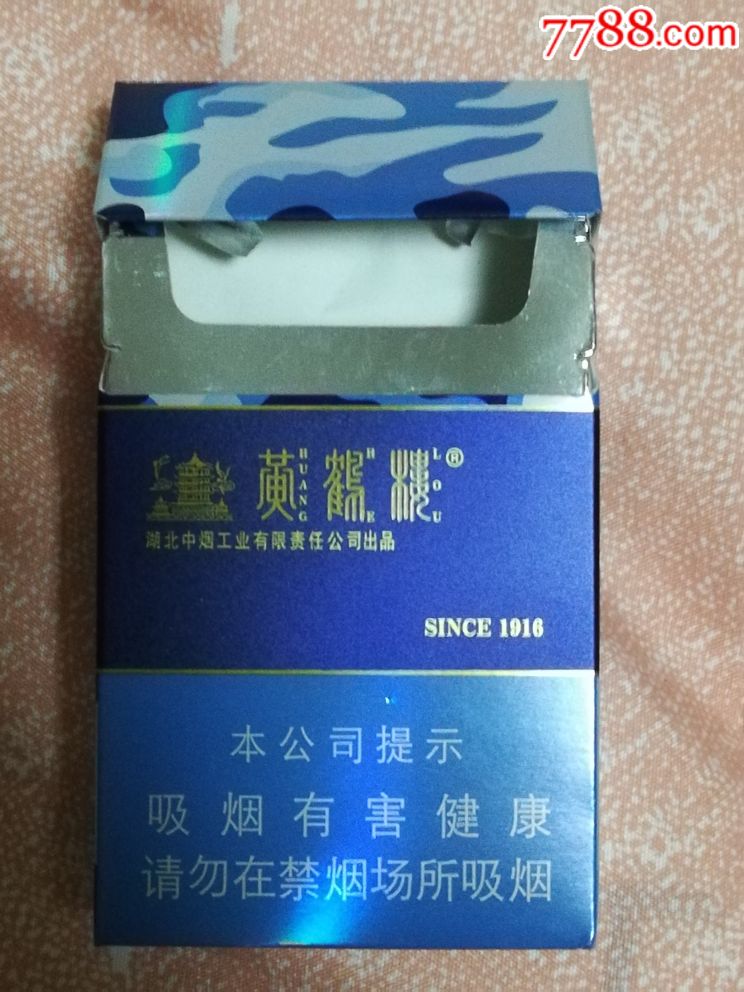 7788.com
黄鹤楼®
HUANG HE LOU
湖北中烟工业有限责任公司出品
SINCE 1916
本公司提示
吸烟有害健康
请勿在禁烟场所吸烟